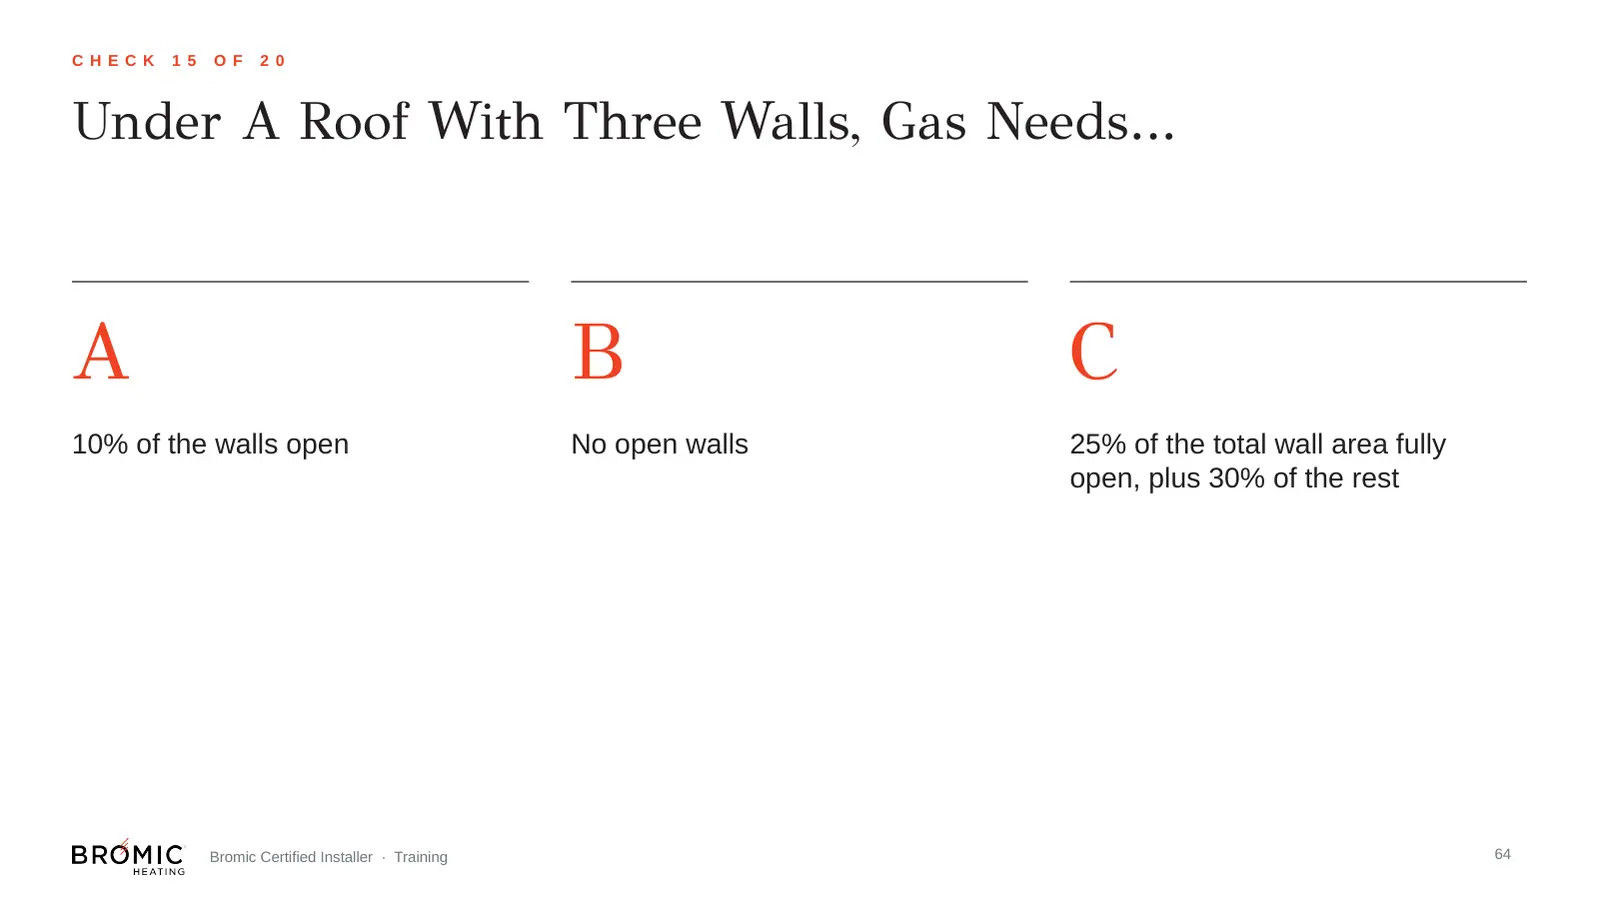 CHECK 15 OF 20
Under A Roof With Three Walls, Gas Needs...
A
10% of the walls open
B
No open walls
C
25% of the total wall area fully
open, plus 30% of the rest
BROMIC
HEATING
Bromic Certified Installer · Training
64